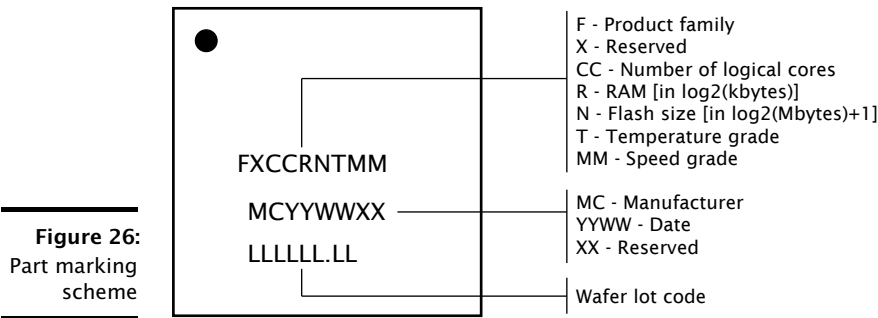 F - Product family
X - Reserved
CC - Number of logical cores
R - RAM [in log2(kbytes)]
N - Flash size [in log2(Mbytes)+1]
T - Temperature grade
MM - Speed grade
FXCCRNTMM
MCYYWWXX
MC - Manufacturer
YYWW - Date
XX - Reserved
LLLLLL.LL
Wafer lot code
Figure 26:
Part marking
scheme